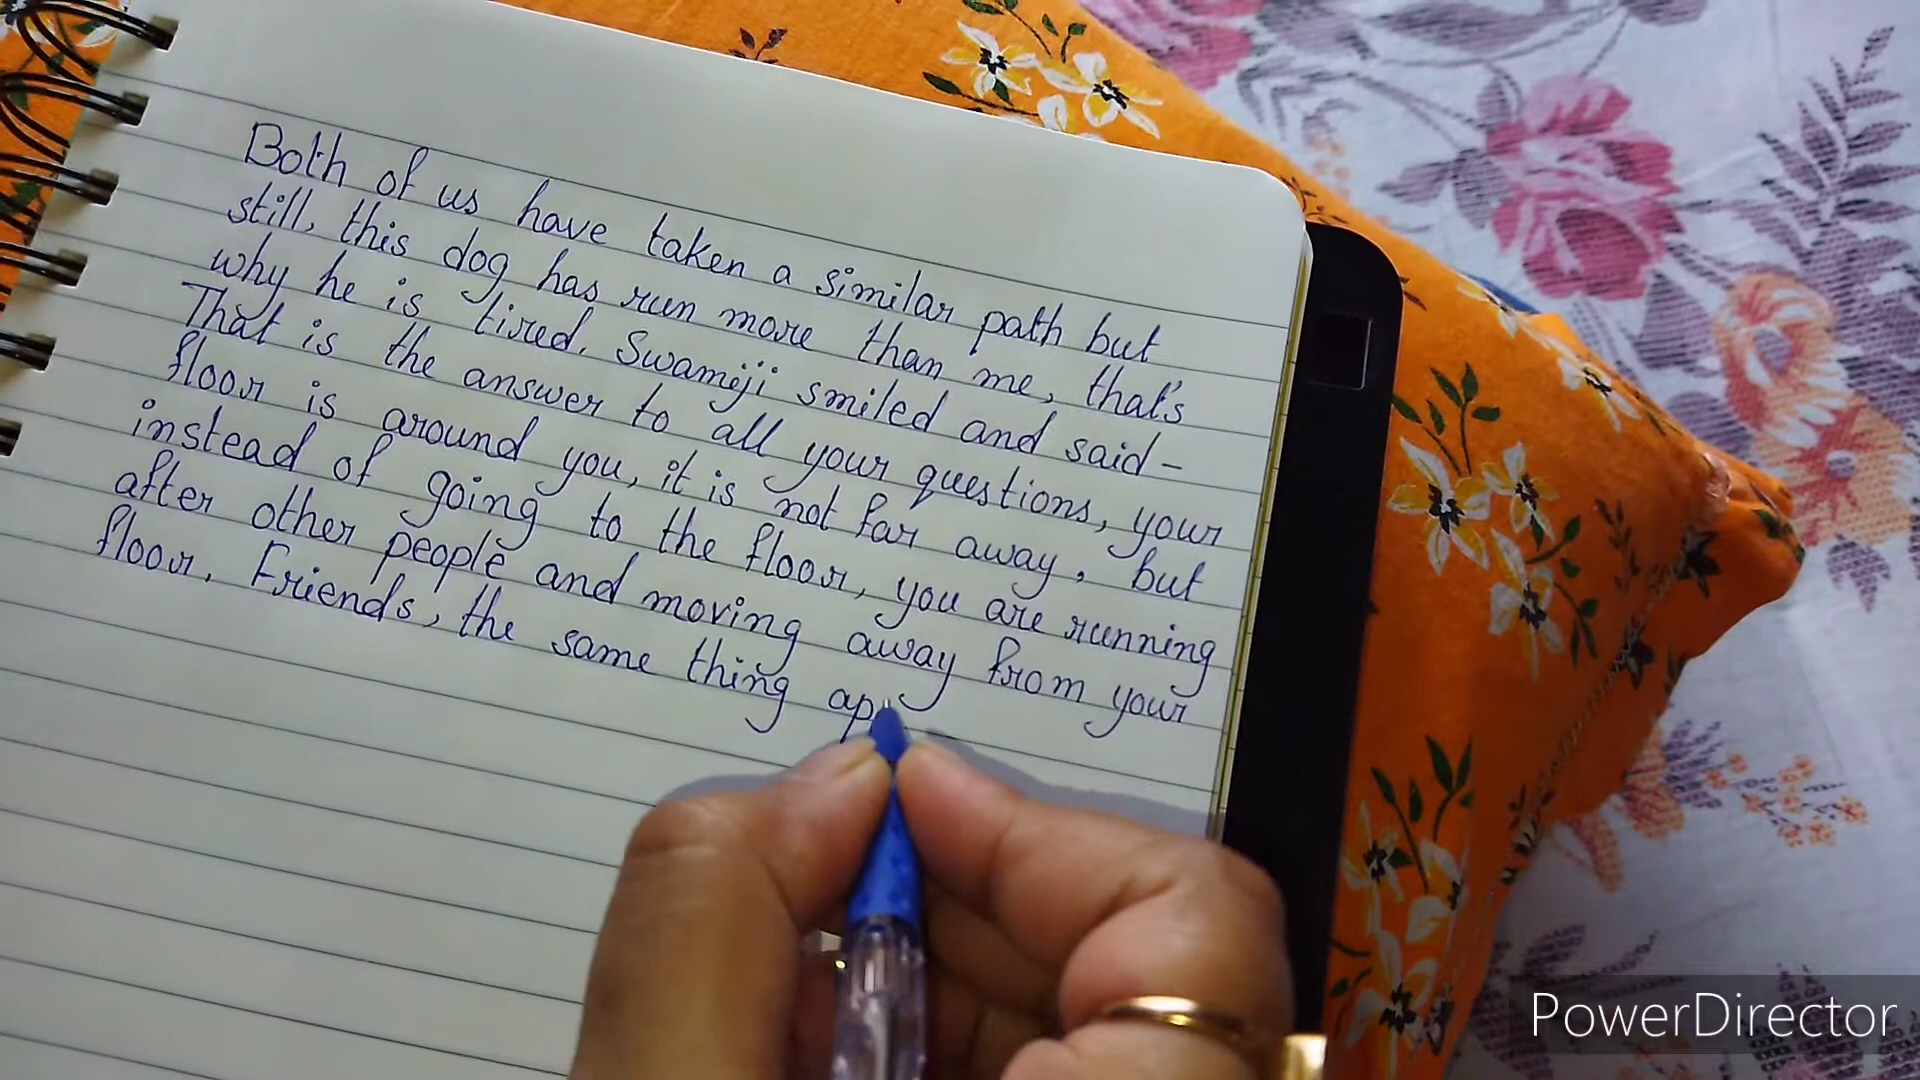 Both of us have taken a similar path but
still, this dog has run more than me, that's
why he is tired. Swameji smiled and said-
That is the answer to all your questions, your
floor is around you, it is not far away, but
instead of going to the floor, you are running
after other people and moving away from your
floor. Friends, the same thing ap
PowerDirector